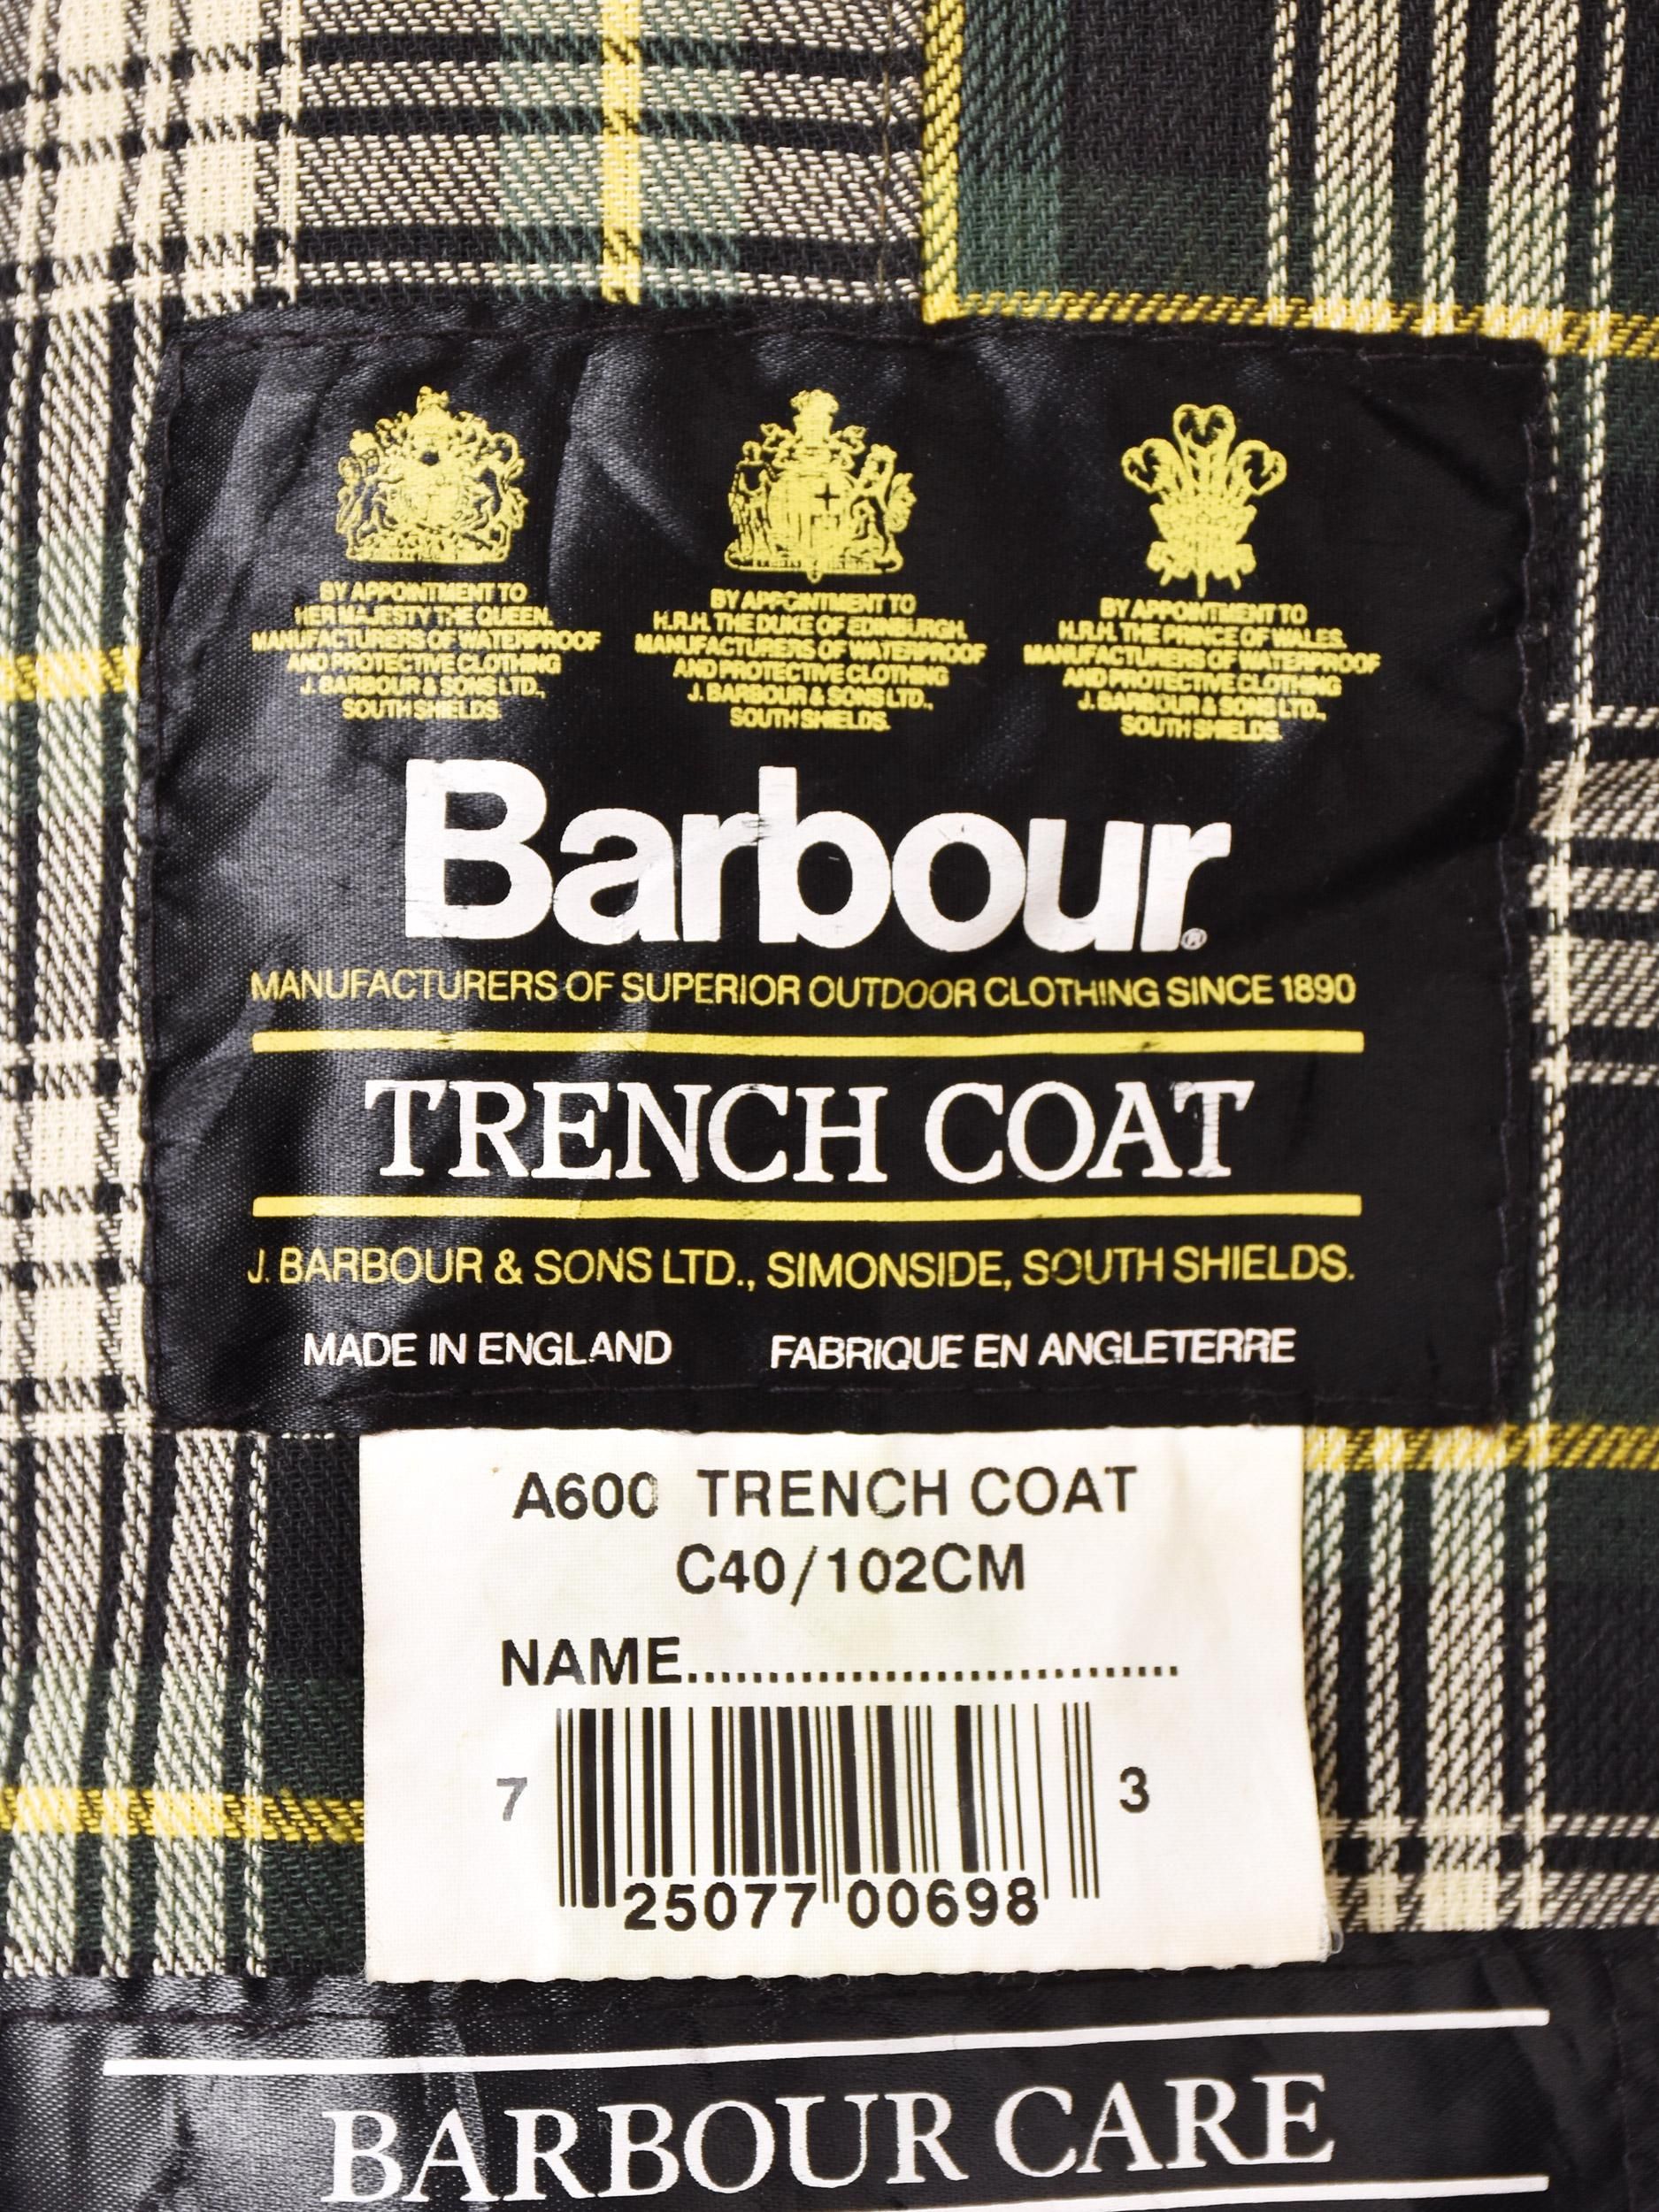 BY APPOINTMENT TO
HER MAJESTY THE QUEEN.
MANUFACTURERS OF WATERPROOF
AND PROTECTIVE CLOTHING
J. BARBOUR & SONS LTD.,
SOUTH SHIELDS.
BY APPOINTMENT TO
H.R.H. THE DUKE OF EDINBURGH.
MANUFACTURERS OF WATERPROOF
AND PROTECTIVE CLOTHING
J. BARBOUR & SONS LTD.,
SOUTH SHIELDS.
BY APPOINTMENT TO
H.R.H. THE PRINCE OF WALES.
MANUFACTURERS OF WATERPROOF
AND PROTECTIVE CLOTHING
J. BARBOUR & SONS LTD.,
SOUTH SHIELDS.
Barbour®
MANUFACTURERS OF SUPERIOR OUTDOOR CLOTHING SINCE 1890
TRENCH COAT
J. BARBOUR & SONS LTD., SIMONSIDE, SOUTH SHIELDS.
MADE IN ENGLAND FABRIQUE EN ANGLETERRE
A600 TRENCH COAT
C40/102CM
NAME.................................
7 25077 00698 3
BARBOUR CARE